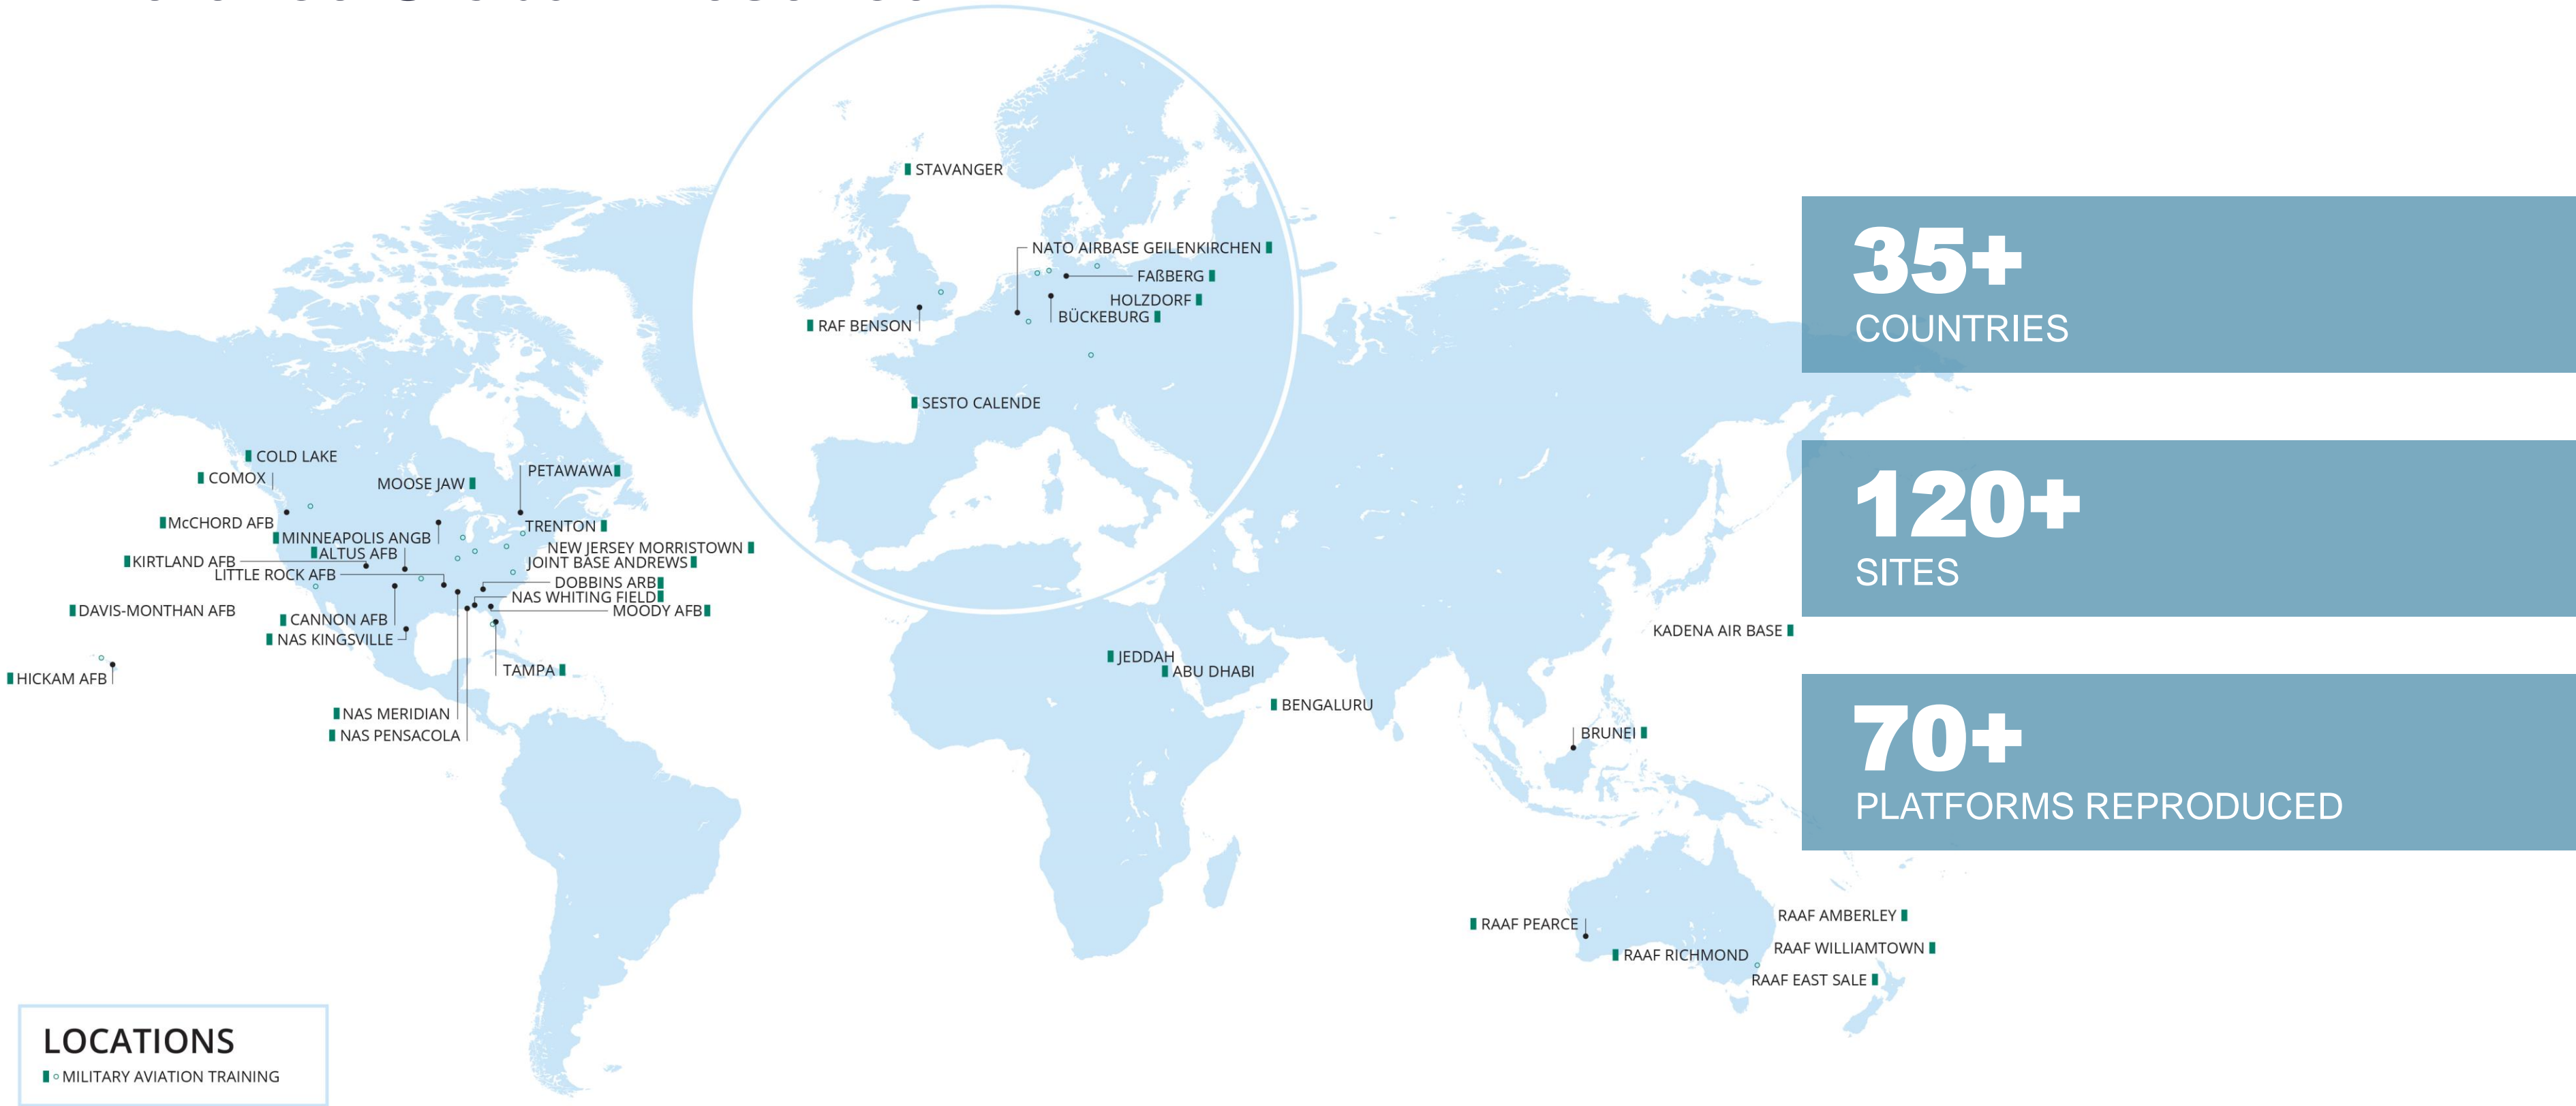 STAVANGER
NATO AIRBASE GEILENKIRCHEN
FAßBERG
HOLZDORF
BÜCKEBURG
RAF BENSON
SESTO CALENDE
COLD LAKE
COMOX
MOOSE JAW
PETAWAWA
McCHORD AFB
TRENTON
MINNEAPOLIS ANGB
ALTUS AFB
NEW JERSEY MORRISTOWN
KIRTLAND AFB
JOINT BASE ANDREWS
LITTLE ROCK AFB
DOBBINS ARB
NAS WHITING FIELD
DAVIS-MONTHAN AFB
MOODY AFB
CANNON AFB
NAS KINGSVILLE
HICKAM AFB
TAMPA
NAS MERIDIAN
NAS PENSACOLA
JEDDAH
ABU DHABI
BENGALURU
KADENA AIR BASE
BRUNEI
RAAF PEARCE
RAAF AMBERLEY
RAAF RICHMOND
RAAF WILLIAMTOWN
RAAF EAST SALE
35+
COUNTRIES
120+
SITES
70+
PLATFORMS REPRODUCED
LOCATIONS
MILITARY AVIATION TRAINING